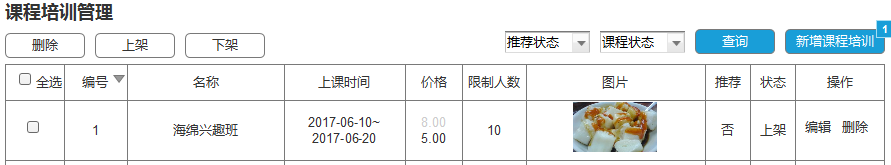 课程培训管理
删除 上架 下架 推荐状态 课程状态 查询 新增课程培训 1
全选 编号 名称 上课时间 价格 限制人数 图片 推荐 状态 操作
1 海绵兴趣班 2017-06-10~ 8.00 10 否 上架 编辑 删除
2017-06-20 5.00